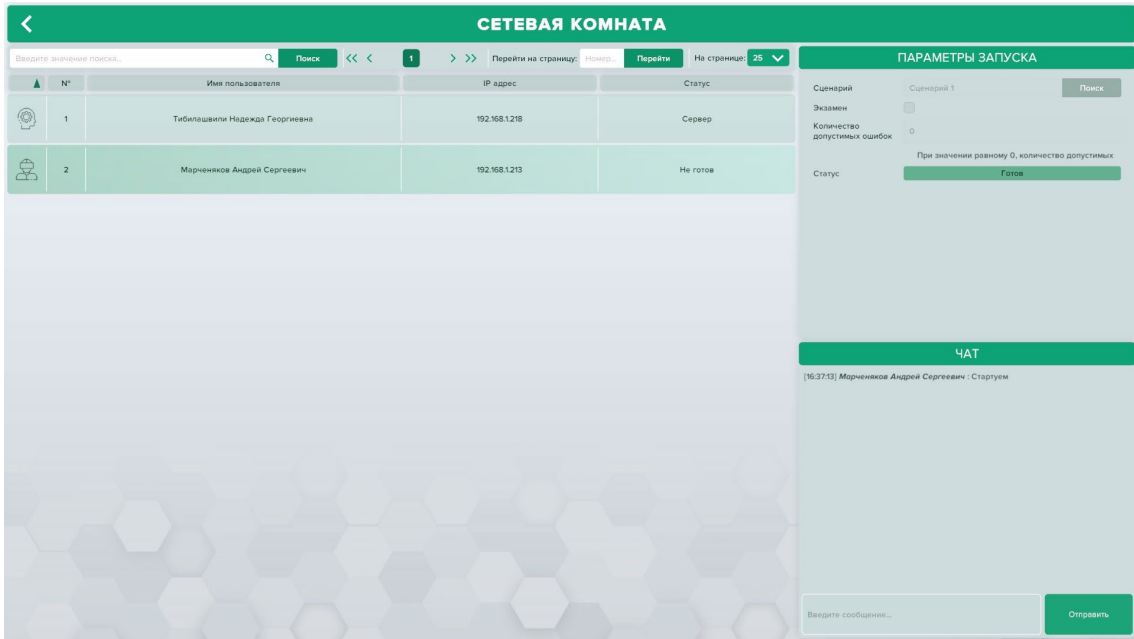 СЕТЕВАЯ КОМНАТА
Введите значение поиска... Поиск << < 1 > >> Перейти на страницу: Номер... Перейти На странице: 25
N° Имя пользователя IP адрес Статус
1 Тибилашвили Надежда Георгиевна 192.168.1.218 Сервер
2 Марченяков Андрей Сергеевич 192.168.1.213 Не готов
ПАРАМЕТРЫ ЗАПУСКА
Сценарий Сценарий 1 Поиск
Экзамен
Количество
допустимых ошибок 0
При значении равному 0, количество допустимых
Статус Готов
ЧАТ
[16:37:13] Марченяков Андрей Сергеевич : Стартуем
Введите сообщение... Отправить